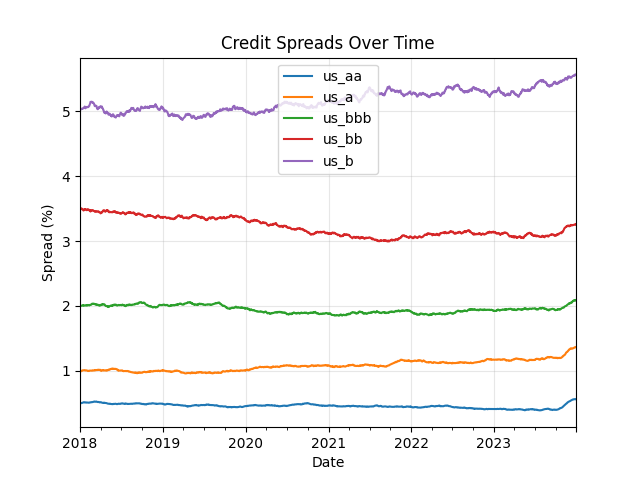 Credit Spreads Over Time
us_aa
us_a
us_bbb
us_bb
us_b
Spread (%)
5
4
3
2
1
2018 2019 2020 2021 2022 2023
Date